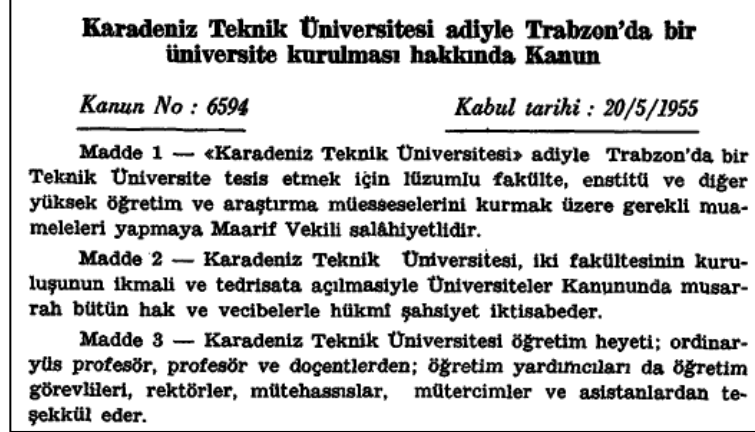 Karadeniz Teknik Üniversitesi adiyle Trabzon'da bir
üniversite kurulması hakkında Kanun
Kanun No : 6594 Kabul tarihi : 20/5/1955
Madde 1 — «Karadeniz Teknik Üniversitesi» adiyle Trabzon'da bir
Teknik Üniversite tesis etmek için lüzumlu fakülte, enstitü ve diğer
yüksek öğretim ve araştırma müesseselerini kurmak üzere gerekli mua-
meleleri yapmaya Maarif Vekili salâhiyetlidir.
Madde 2 — Karadeniz Teknik Üniversitesi, iki fakültesinin kuru-
luşunun ikmali ve tedrisata açılmasiyle Üniversiteler Kanununda musar-
rah bütün hak ve vecibelerle hükmî şahsiyet iktisabeder.
Madde 3 — Karadeniz Teknik Üniversitesi öğretim heyeti; ordinar-
yüs profesör, profesör ve doçentlerden; öğretim yardımcıları da öğretim
görevlileri, rektörler, mütehassıslar, mütercimler ve asistanlardan te-
şekkül eder.